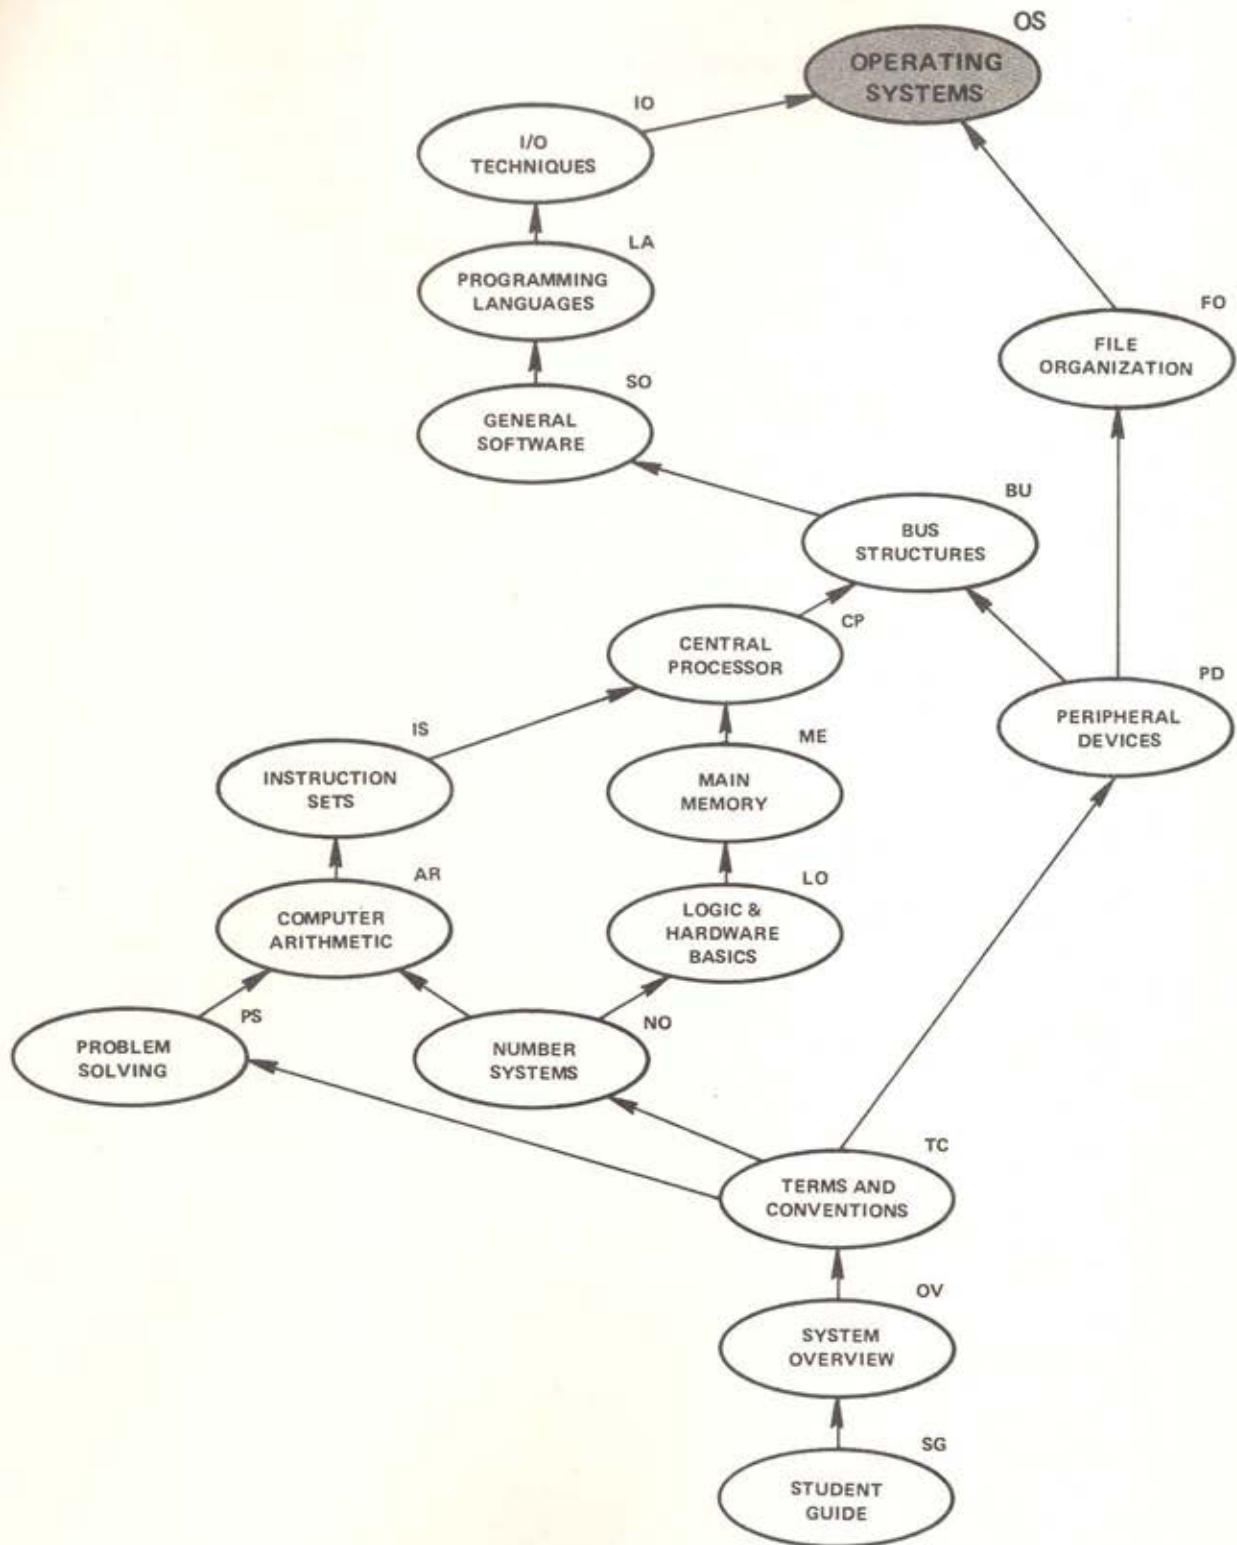 OS
OPERATING
SYSTEMS
IO
I/O
TECHNIQUES
LA
PROGRAMMING
LANGUAGES
FO
FILE
ORGANIZATION
SO
GENERAL
SOFTWARE
BU
BUS
STRUCTURES
CP
CENTRAL
PROCESSOR
PD
PERIPHERAL
DEVICES
IS
INSTRUCTION
SETS
ME
MAIN
MEMORY
AR
COMPUTER
ARITHMETIC
LO
LOGIC &
HARDWARE
BASICS
PS
PROBLEM
SOLVING
NO
NUMBER
SYSTEMS
TC
TERMS AND
CONVENTIONS
OV
SYSTEM
OVERVIEW
SG
STUDENT
GUIDE